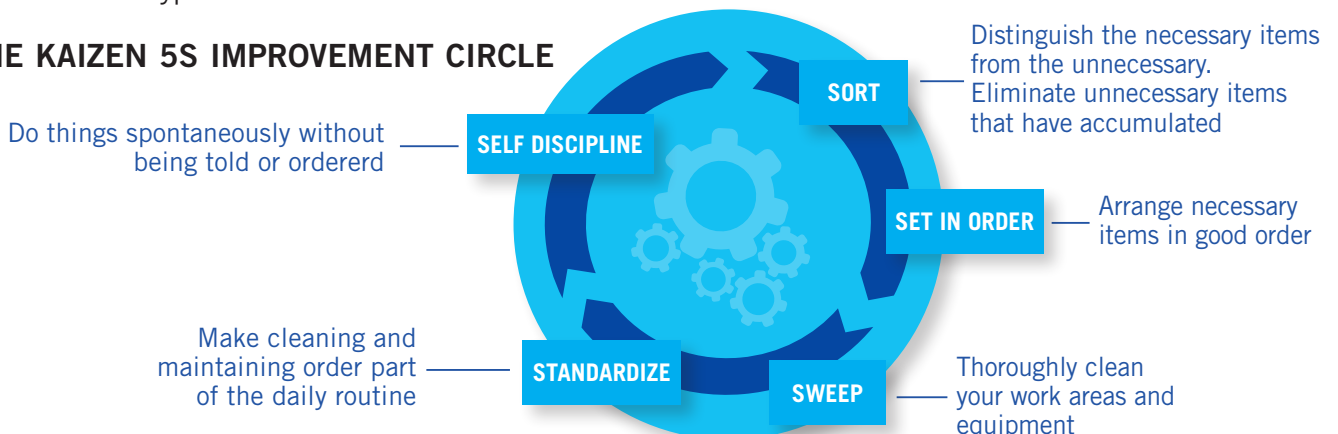 KAIZEN 5S IMPROVEMENT CIRCLE
SORT
Distinguish the necessary items
from the unnecessary.
Eliminate unnecessary items
that have accumulated
SET IN ORDER
Arrange necessary
items in good order
SWEEP
Thoroughly clean
your work areas and
equipment
STANDARDIZE
Make cleaning and
maintaining order part
of the daily routine
SELF DISCIPLINE
Do things spontaneously without
being told or ordererd